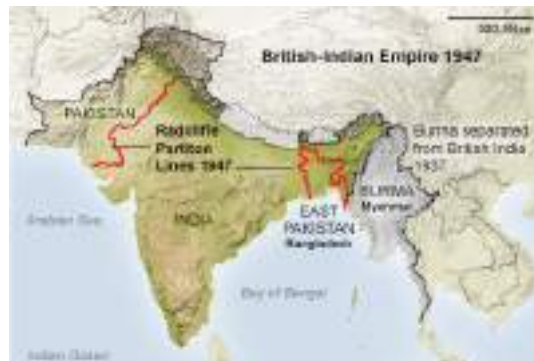 500 Miles
British-Indian Empire 1947
PAKISTAN
Radcliffe
Partition
Lines 1947
Burma separated
from British India
1937
BURMA
Myanmar
INDIA
EAST
PAKISTAN
Bangladesh
Arabian Sea
Bay of Bengal
Indian Ocean